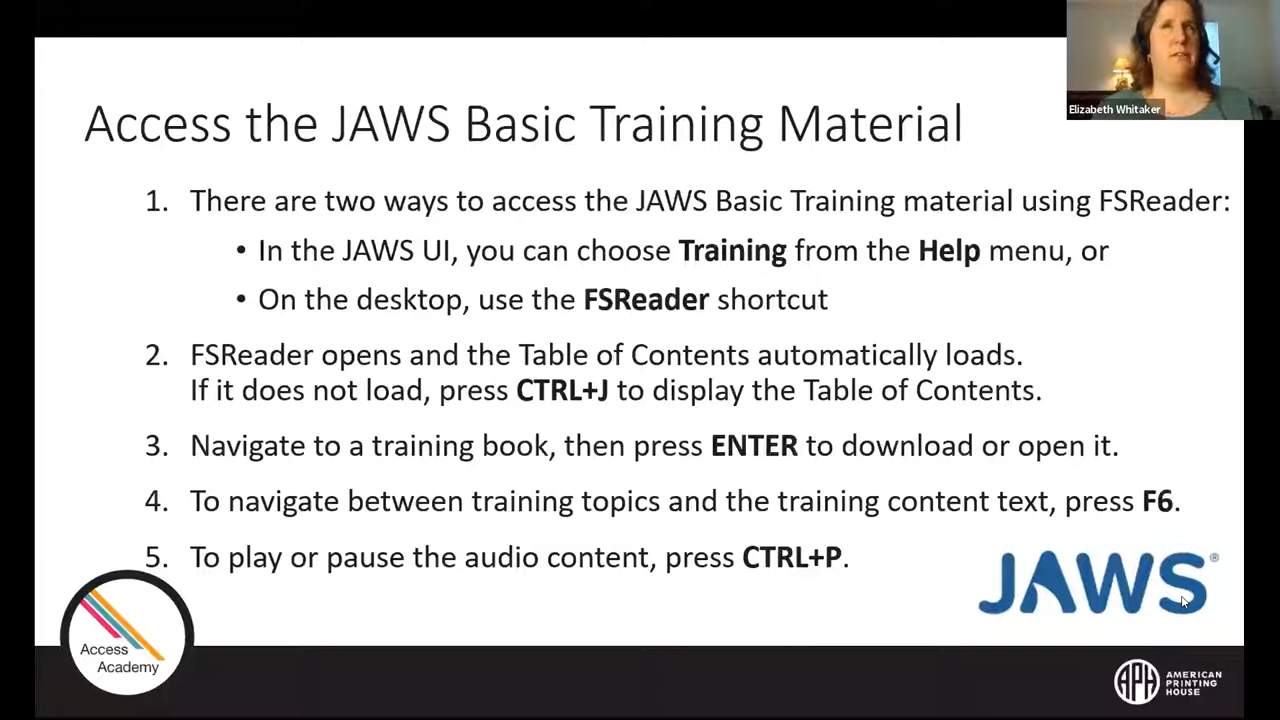 Elizabeth Whitaker
Access the JAWS Basic Training Material
1. There are two ways to access the JAWS Basic Training material using FSReader:
• In the JAWS UI, you can choose Training from the Help menu, or
• On the desktop, use the FSReader shortcut
2. FSReader opens and the Table of Contents automatically loads.
If it does not load, press CTRL+J to display the Table of Contents.
3. Navigate to a training book, then press ENTER to download or open it.
4. To navigate between training topics and the training content text, press F6.
5. To play or pause the audio content, press CTRL+P.
JAWS®
Access
Academy
APH
AMERICAN
PRINTING
HOUSE